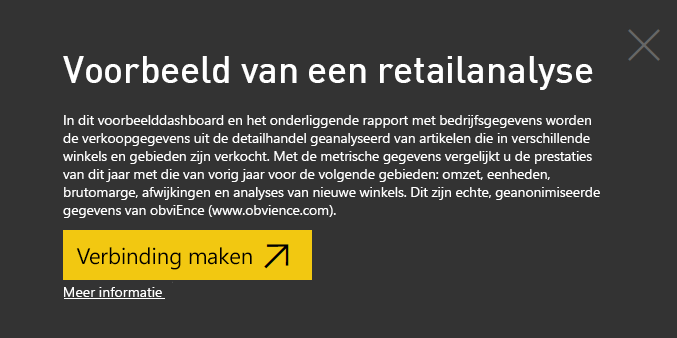 Voorbeeld van een retailanalyse
In dit voorbeelddashboard en het onderliggende rapport met bedrijfsgegevens worden
de verkoopgegevens uit de detailhandel geanalyseerd van artikelen die in verschillende
winkels en gebieden zijn verkocht. Met de metrische gegevens vergelijkt u de prestaties
van dit jaar met die van vorig jaar voor de volgende gebieden: omzet, eenheden,
brutomarge, afwijkingen en analyses van nieuwe winkels. Dit zijn echte, geanonimiseerde
gegevens van obviEnce (www.obvience.com).
Verbinding maken
Meer informatie